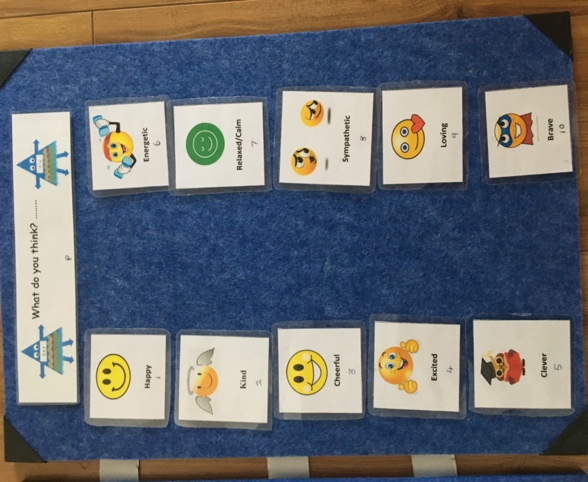 What do you think? .......
P
Happy
1
Kind
2
Cheerful
3
Excited
4
Clever
5
Energetic
6
Relaxed/Calm
7
Sympathetic
8
Loving
9
Brave
10